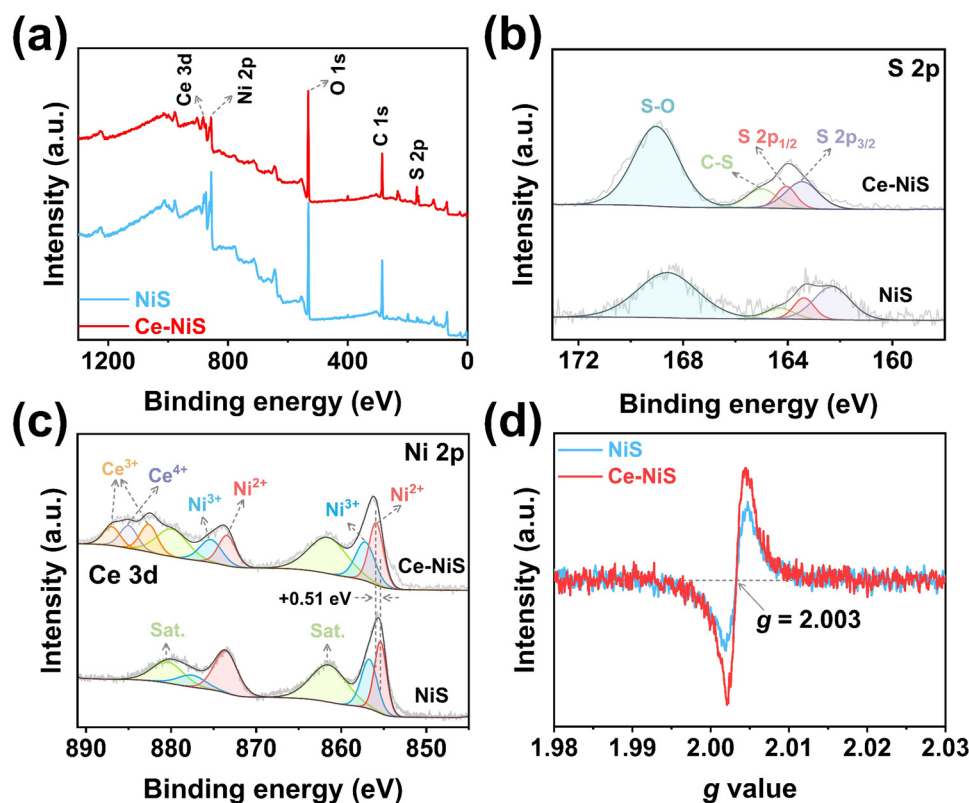 (a)
Intensity (a.u.)
Ce 3d
Ni 2p
O 1s
C 1s
S 2p
NiS
Ce-NiS
1200
800
400
0
Binding energy (eV)
(b)
Intensity (a.u.)
S 2p
S-O
C-S
S 2p1/2
S 2p3/2
Ce-NiS
NiS
172
168
164
160
Binding energy (eV)
(c)
Intensity (a.u.)
Ni 2p
Ce³⁺
Ce⁴⁺
Ni³⁺
Ni²⁺
Ni³⁺
Ni²⁺
Ce 3d
Ce-NiS
+0.51 eV
Sat.
Sat.
NiS
890
880
870
860
850
Binding energy (eV)
(d)
Intensity (a.u.)
NiS
Ce-NiS
g = 2.003
1.98
1.99
2.00
2.01
2.02
2.03
g value